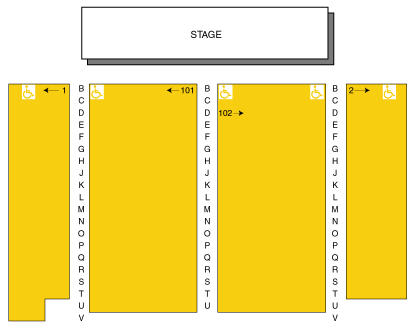 STAGE
← 1 B ← 101 B B 2 →
C C C
D D 102 → D
E E E
F F F
G G G
H H H
J J J
K K K
L L L
M M M
N N N
O O O
P P P
Q Q Q
R R R
S S S
T T T
U U U
V V